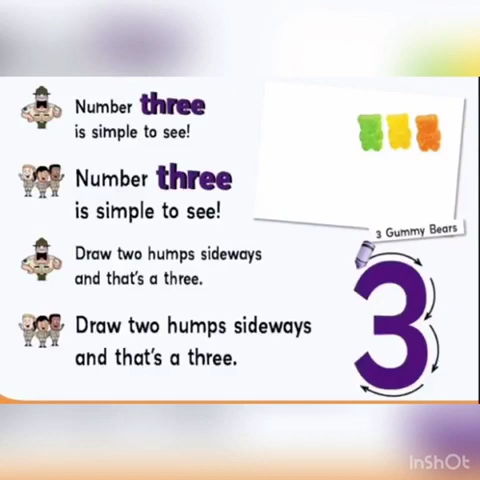 Number three
is simple to see!
Number three
is simple to see!
Draw two humps sideways
and that's a three.
Draw two humps sideways
and that's a three.
3 Gummy Bears
3
InShOt